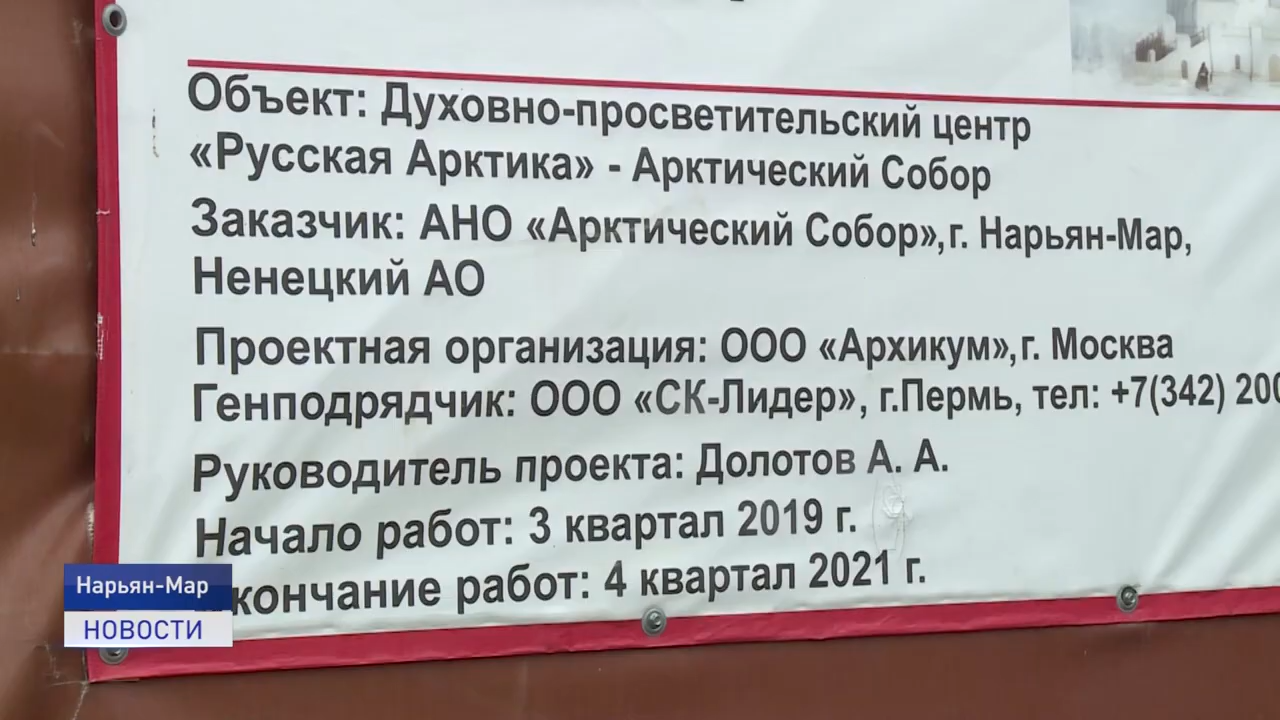 Объект: Духовно-просветительский центр
«Русская Арктика» - Арктический Собор
Заказчик: АНО «Арктический Собор»,г. Нарьян-Мар,
Ненецкий АО
Проектная организация: ООО «Архикум»,г. Москва
Генподрядчик: ООО «СК-Лидер», г.Пермь, тел: +7(342) 200
Руководитель проекта: Долотов А. А.
Начало работ: 3 квартал 2019 г.
кончание работ: 4 квартал 2021 г.
Нарьян-Мар
НОВОСТИ